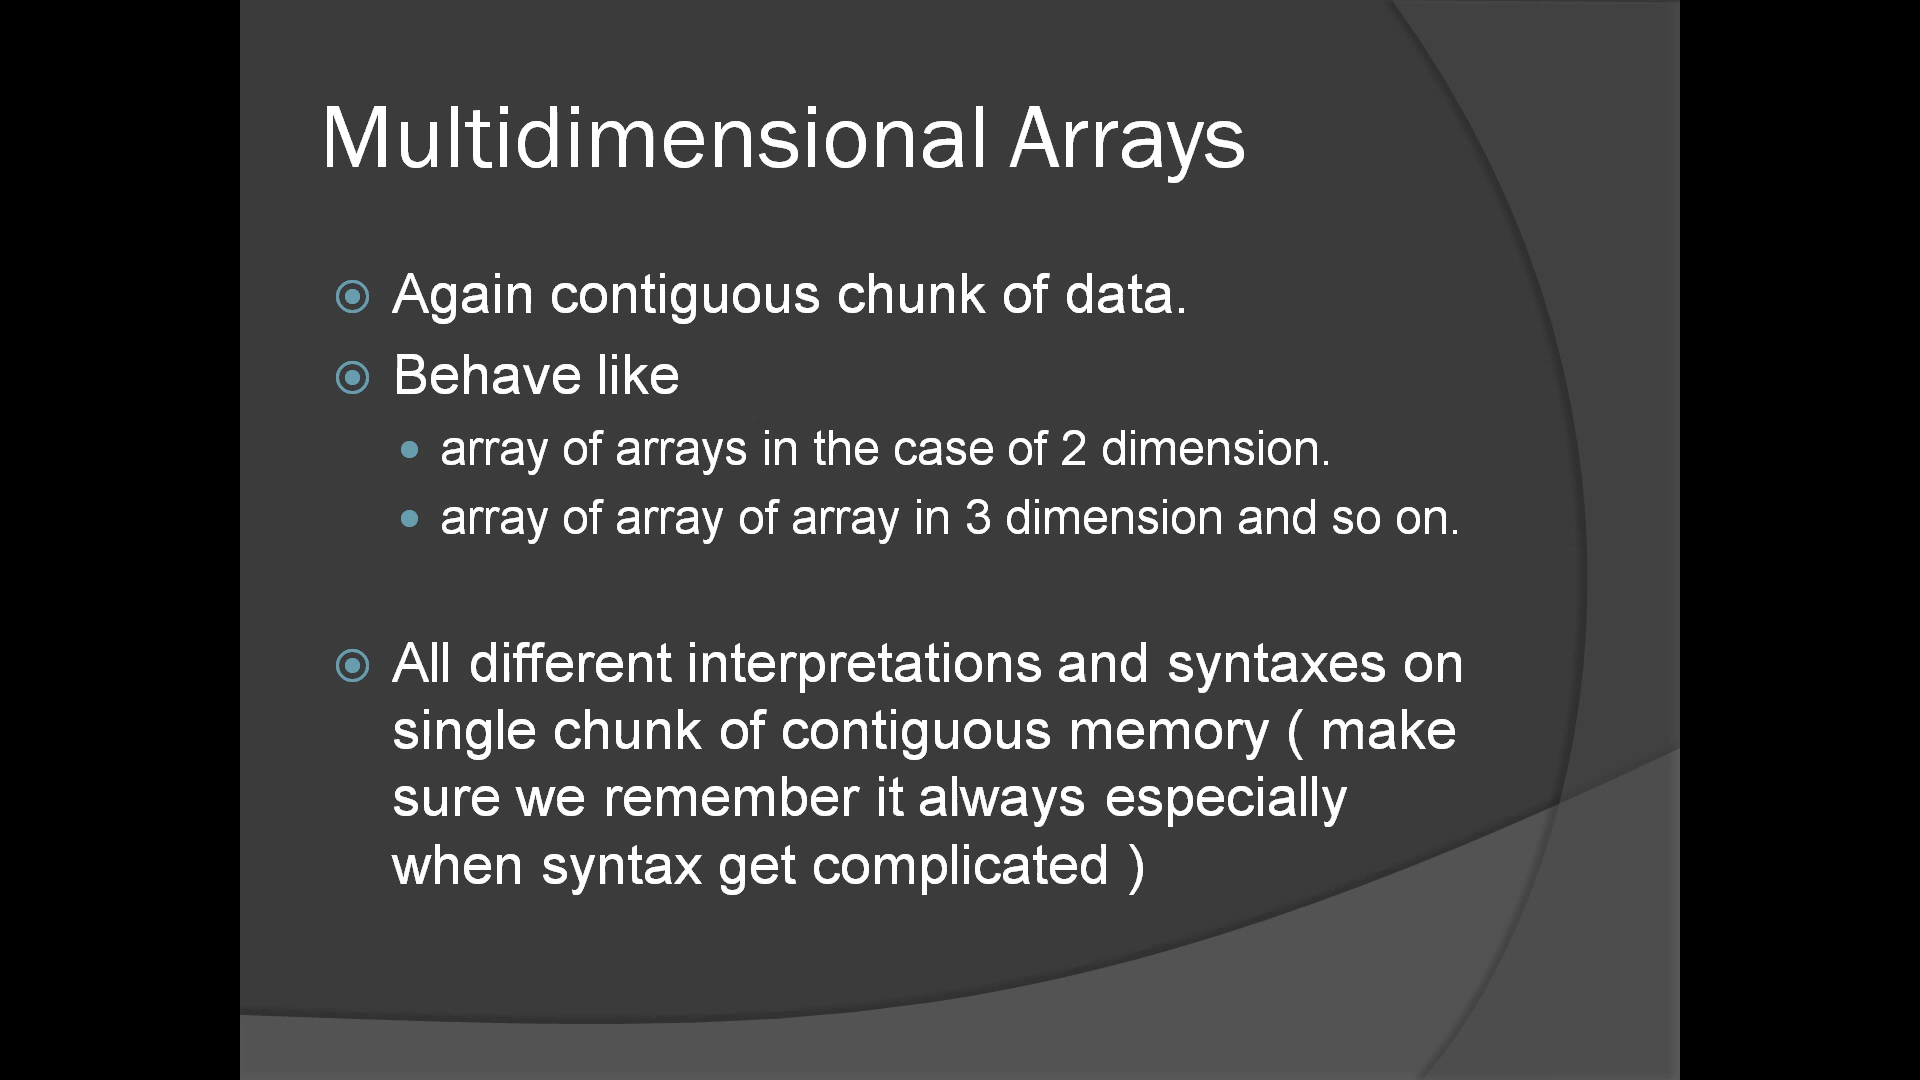 Multidimensional Arrays
Again contiguous chunk of data.
Behave like
array of arrays in the case of 2 dimension.
array of array of array in 3 dimension and so on.
All different interpretations and syntaxes on
single chunk of contiguous memory ( make
sure we remember it always especially
when syntax get complicated )